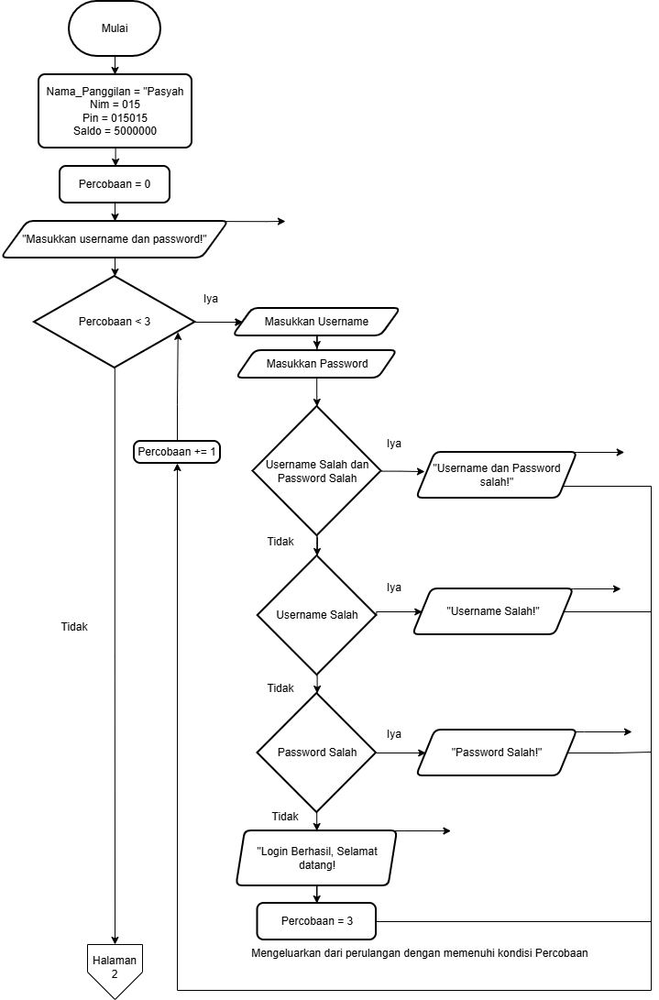 Mulai
Nama_Panggilan = "Pasyah
Nim = 015
Pin = 015015
Saldo = 5000000
Percobaan = 0
"Masukkan username dan password!"
Percobaan < 3
Iya
Masukkan Username
Masukkan Password
Username Salah dan
Password Salah
Iya
"Username dan Password
salah!"
Percobaan += 1
Tidak
Username Salah
Iya
"Username Salah!"
Tidak
Tidak
Password Salah
Iya
"Password Salah!"
Tidak
"Login Berhasil, Selamat
datang!
Percobaan = 3
Mengeluarkan dari perulangan dengan memenuhi kondisi Percobaan
Halaman
2